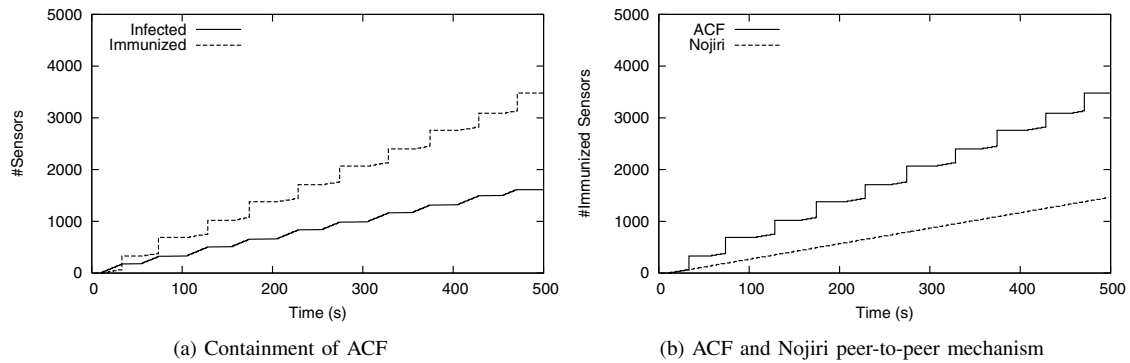 5000
4000
3000
2000
1000
0
#Sensors
Infected
Immunized
0 100 200 300 400 500
Time (s)
(a) Containment of ACF
5000
4000
3000
2000
1000
0
#Immunized Sensors
ACF
Nojiri
0 100 200 300 400 500
Time (s)
(b) ACF and Nojiri peer-to-peer mechanism